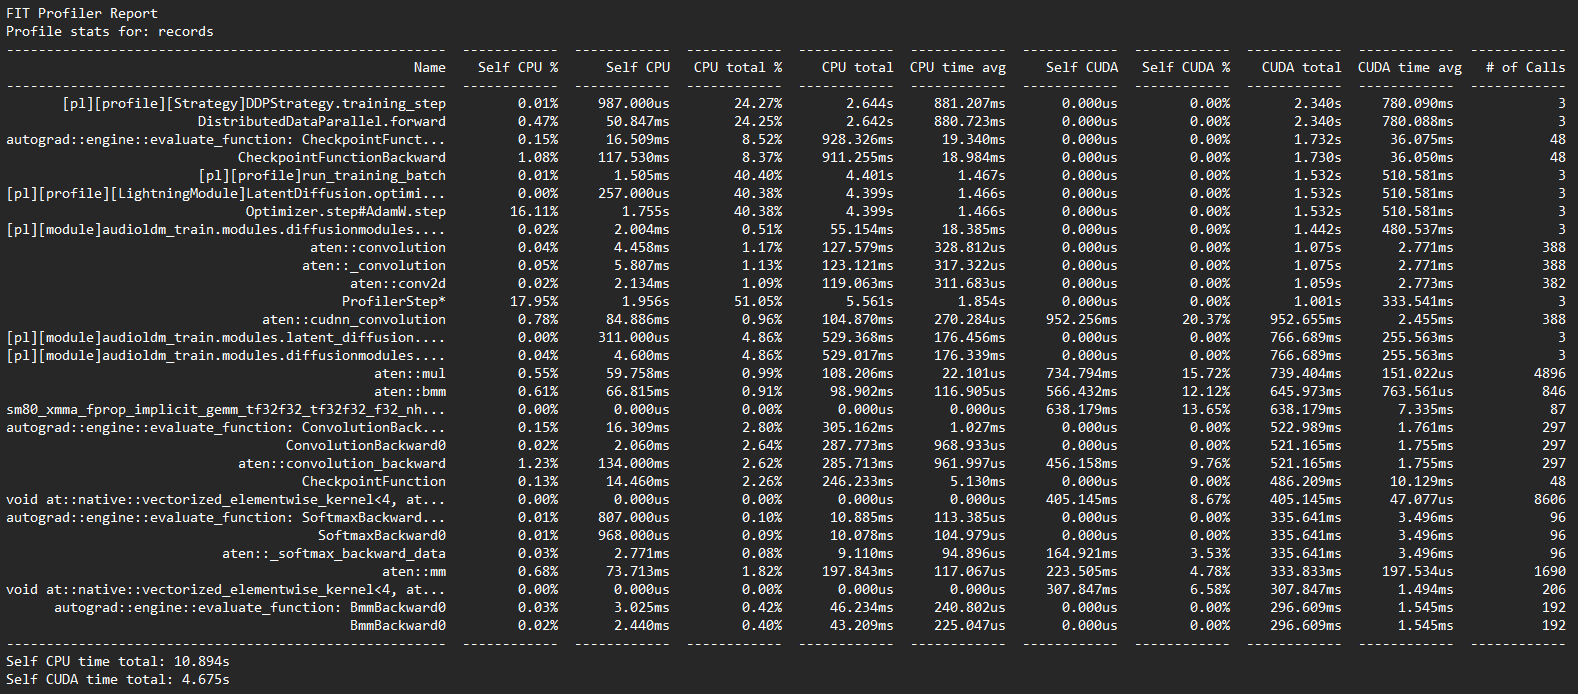 FIT Profiler Report
Profile stats for: records
-------------------------------------------------------  ------------  ------------  ------------  ------------  ------------  ------------  ------------  ------------  ------------  ------------
Name  Self CPU %  Self CPU  CPU total %  CPU total  CPU time avg  Self CUDA  Self CUDA %  CUDA total  CUDA time avg  # of Calls
-------------------------------------------------------  ------------  ------------  ------------  ------------  ------------  ------------  ------------  ------------  ------------  ------------
[pl][profile][Strategy]DDPStrategy.training_step  0.01%  987.000us  24.27%  2.644s  881.207ms  0.000us  0.00%  2.340s  780.090ms  3
DistributedDataParallel.forward  0.47%  50.847ms  24.25%  2.642s  880.723ms  0.000us  0.00%  2.340s  780.088ms  3
autograd::engine::evaluate_function: CheckpointFunct...  0.15%  16.509ms  8.52%  928.326ms  19.340ms  0.000us  0.00%  1.732s  36.075ms  48
CheckpointFunctionBackward  1.08%  117.530ms  8.37%  911.255ms  18.984ms  0.000us  0.00%  1.730s  36.050ms  48
[pl][profile]run_training_batch  0.01%  1.505ms  40.40%  4.401s  1.467s  0.000us  0.00%  1.532s  510.581ms  3
[pl][profile][LightningModule]LatentDiffusion.optimi...  0.00%  257.000us  40.38%  4.399s  1.466s  0.000us  0.00%  1.532s  510.581ms  3
Optimizer.step#AdamW.step  16.11%  1.755s  40.38%  4.399s  1.466s  0.000us  0.00%  1.532s  510.581ms  3
[pl][module]audioldm_train.modules.diffusionmodules....  0.02%  2.004ms  0.51%  55.154ms  18.385ms  0.000us  0.00%  1.442s  480.537ms  3
aten::convolution  0.04%  4.458ms  1.17%  127.579ms  328.812us  0.000us  0.00%  1.075s  2.771ms  388
aten::_convolution  0.05%  5.807ms  1.13%  123.121ms  317.322us  0.000us  0.00%  1.075s  2.771ms  388
aten::conv2d  0.02%  2.134ms  1.09%  119.063ms  311.683us  0.000us  0.00%  1.059s  2.773ms  382
ProfilerStep*  17.95%  1.956s  51.05%  5.561s  1.854s  0.000us  0.00%  1.001s  333.541ms  3
aten::cudnn_convolution  0.78%  84.886ms  0.96%  104.870ms  270.284us  952.256ms  20.37%  952.655ms  2.455ms  388
[pl][module]audioldm_train.modules.latent_diffusion....  0.00%  311.000us  4.86%  529.368ms  176.456ms  0.000us  0.00%  766.689ms  255.563ms  3
[pl][module]audioldm_train.modules.diffusionmodules....  0.04%  4.600ms  4.86%  529.017ms  176.339ms  0.000us  0.00%  766.689ms  255.563ms  3
aten::mul  0.55%  59.758ms  0.99%  108.206ms  22.101us  734.794ms  15.72%  739.404ms  151.022us  4896
aten::bmm  0.61%  66.815ms  0.91%  98.902ms  116.905us  566.432ms  12.12%  645.973ms  763.561us  846
sm80_xmma_fprop_implicit_gemm_tf32f32_tf32f32_f32_nh...  0.00%  0.000us  0.00%  0.000us  0.000us  638.179ms  13.65%  638.179ms  7.335ms  87
autograd::engine::evaluate_function: ConvolutionBack...  0.15%  16.309ms  2.80%  305.162ms  1.027ms  0.000us  0.00%  522.989ms  1.761ms  297
ConvolutionBackward0  0.02%  2.060ms  2.64%  287.773ms  968.933us  0.000us  0.00%  521.165ms  1.755ms  297
aten::convolution_backward  1.23%  134.000ms  2.62%  285.713ms  961.997us  456.158ms  9.76%  521.165ms  1.755ms  297
CheckpointFunction  0.13%  14.460ms  2.26%  246.233ms  5.130ms  0.000us  0.00%  486.209ms  10.129ms  48
void at::native::vectorized_elementwise_kernel<4, at...  0.00%  0.000us  0.00%  0.000us  0.000us  405.145ms  8.67%  405.145ms  47.077us  8606
autograd::engine::evaluate_function: SoftmaxBackward...  0.01%  807.000us  0.10%  10.885ms  113.385us  0.000us  0.00%  335.641ms  3.496ms  96
SoftmaxBackward0  0.01%  968.000us  0.09%  10.078ms  104.979us  0.000us  0.00%  335.641ms  3.496ms  96
aten::_softmax_backward_data  0.03%  2.771ms  0.08%  9.110ms  94.896us  164.921ms  3.53%  335.641ms  3.496ms  96
aten::mm  0.68%  73.713ms  1.82%  197.843ms  117.067us  223.505ms  4.78%  333.833ms  197.534us  1690
void at::native::vectorized_elementwise_kernel<4, at...  0.00%  0.000us  0.00%  0.000us  0.000us  307.847ms  6.58%  307.847ms  1.494ms  206
autograd::engine::evaluate_function: BmmBackward0  0.03%  3.025ms  0.42%  46.234ms  240.802us  0.000us  0.00%  296.609ms  1.545ms  192
BmmBackward0  0.02%  2.440ms  0.40%  43.209ms  225.047us  0.000us  0.00%  296.609ms  1.545ms  192
-------------------------------------------------------  ------------  ------------  ------------  ------------  ------------  ------------  ------------  ------------  ------------  ------------
Self CPU time total: 10.894s
Self CUDA time total: 4.675s